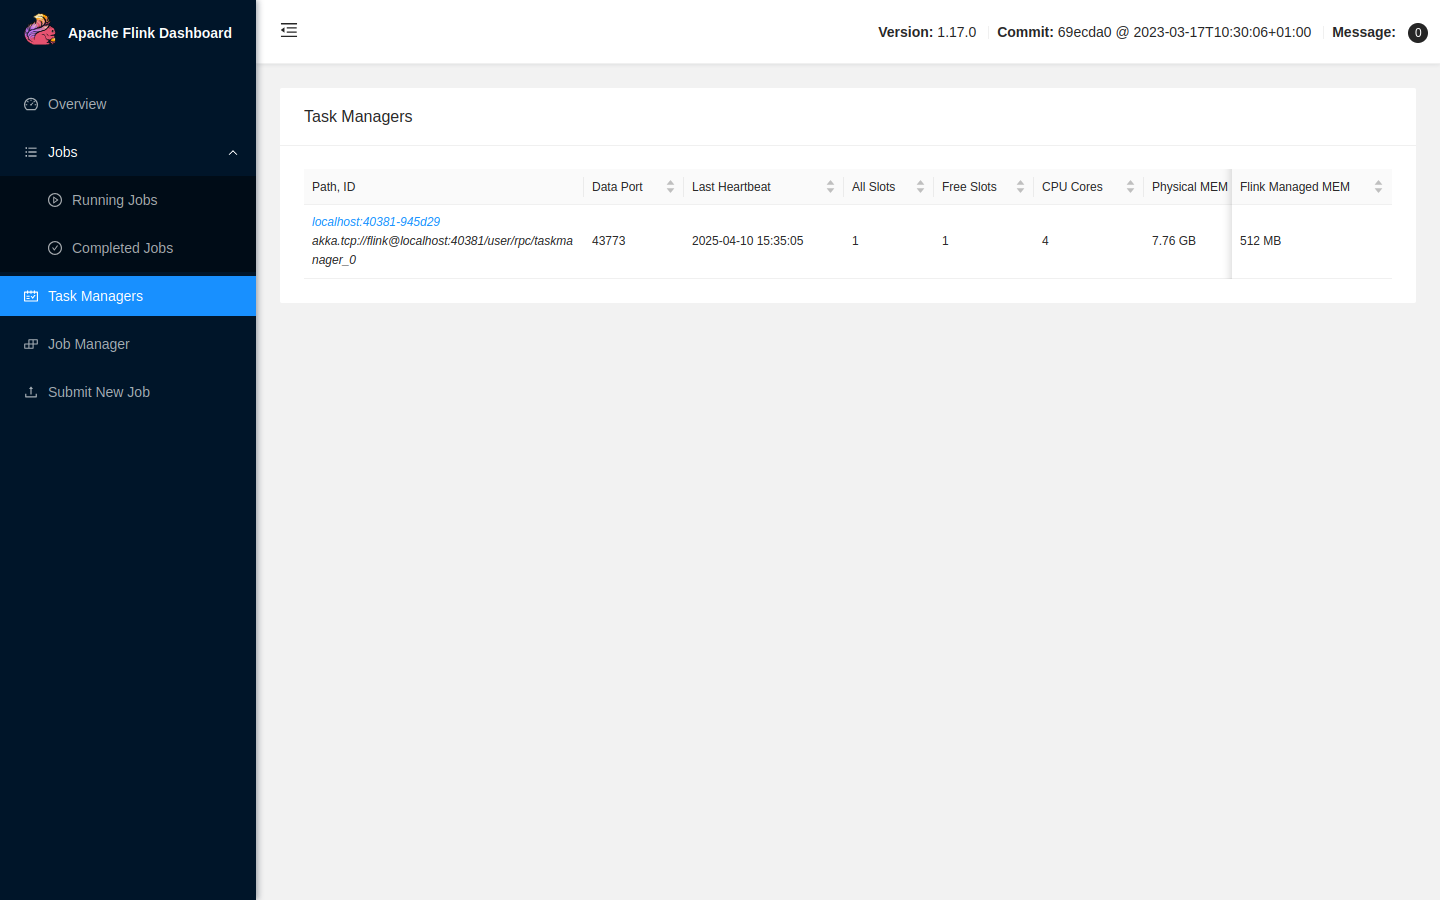 Apache Flink Dashboard
Version: 1.17.0 Commit: 69ecda0 @ 2023-03-17T10:30:06+01:00 Message: 0
Overview
Jobs
Running Jobs
Completed Jobs
Task Managers
Job Manager
Submit New Job
Task Managers
Path, ID Data Port Last Heartbeat All Slots Free Slots CPU Cores Physical MEM Flink Managed MEM
localhost:40381-945d29
akka.tcp://flink@localhost:40381/user/rpc/taskma 43773 2025-04-10 15:35:05 1 1 4 7.76 GB 512 MB
nager_0